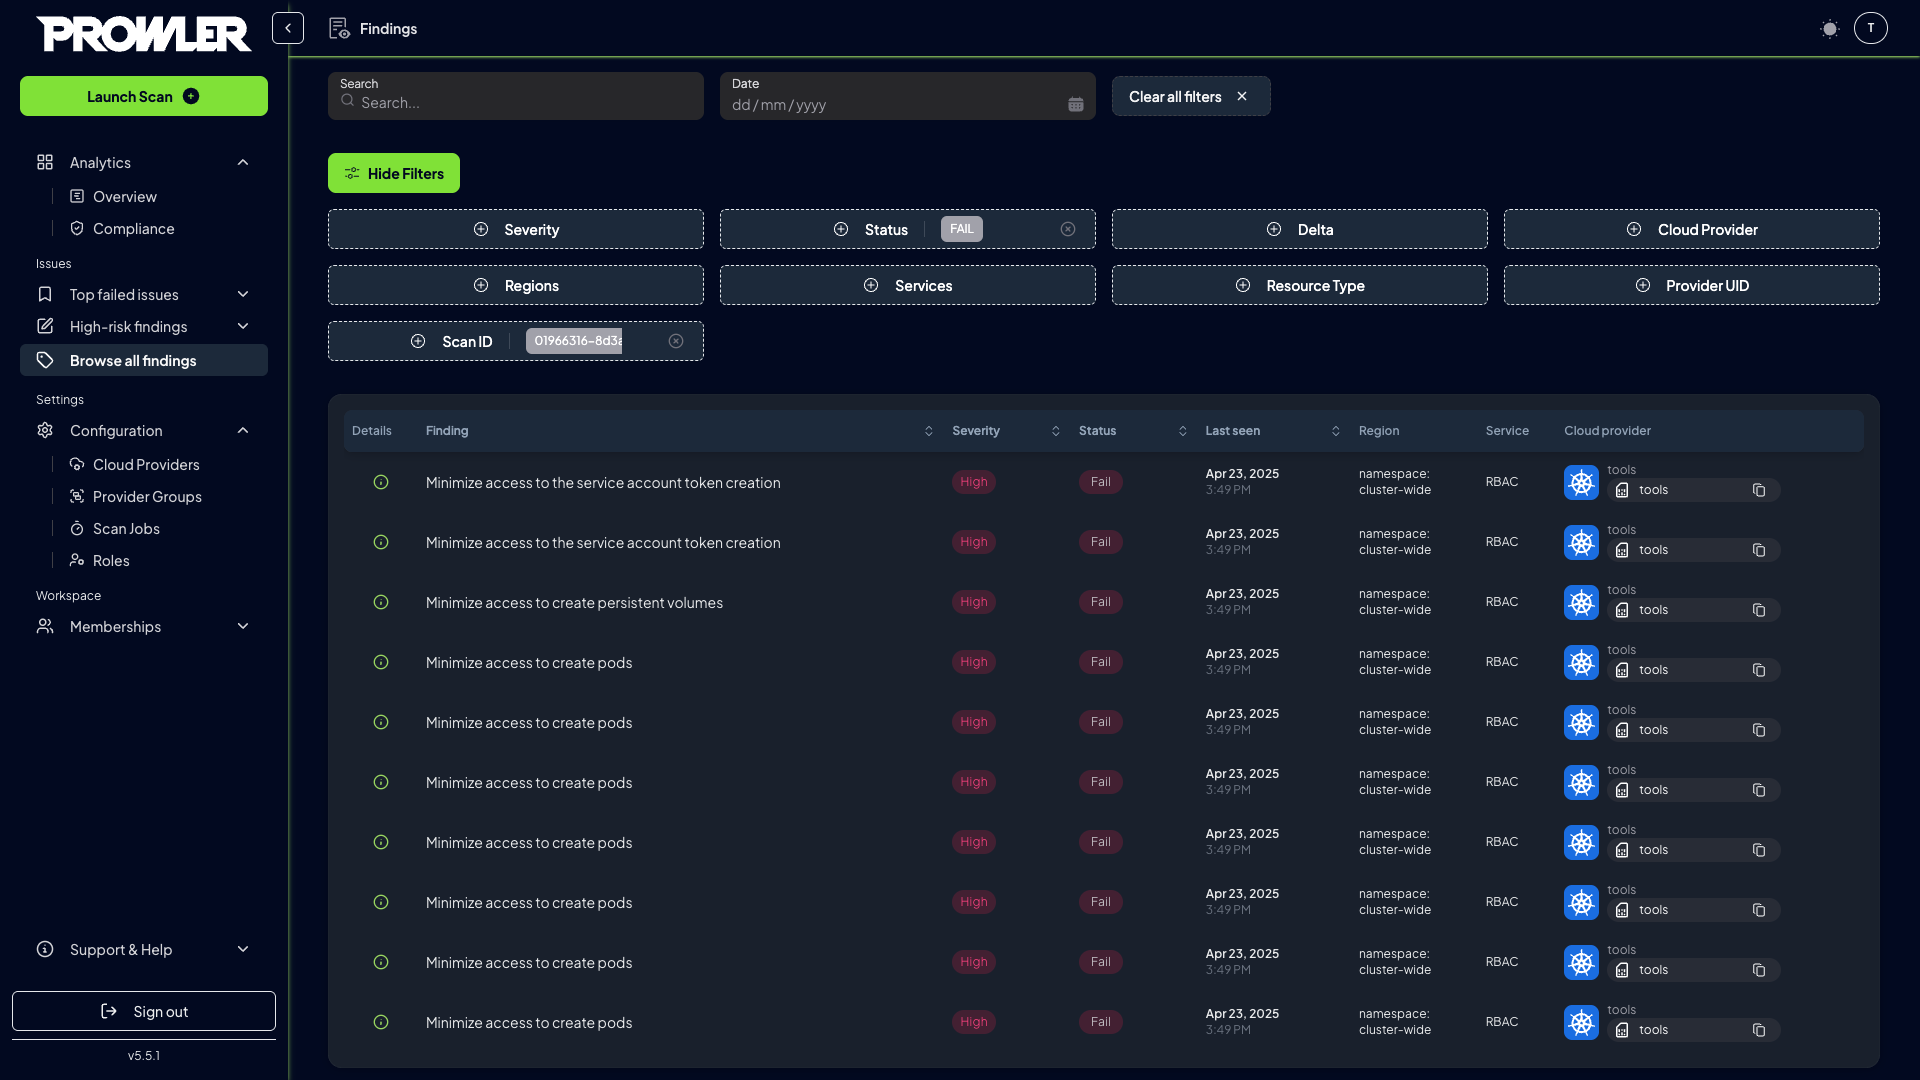 PROWLER
Launch Scan
Analytics
Overview
Compliance
Issues
Top failed issues
High-risk findings
Browse all findings
Settings
Configuration
Cloud Providers
Provider Groups
Scan Jobs
Roles
Workspace
Memberships
Support & Help
Sign out
v5.5.1
Findings
T
Search
Search...
Date
dd/mm/yyyy
Clear all filters
Hide Filters
Severity
Status FAIL
Delta
Cloud Provider
Regions
Services
Resource Type
Provider UID
Scan ID 01966316-8d3a
Details Finding Severity Status Last seen Region Service Cloud provider
Minimize access to the service account token creation High Fail Apr 23, 2025 3:49 PM namespace: cluster-wide RBAC tools tools
Minimize access to the service account token creation High Fail Apr 23, 2025 3:49 PM namespace: cluster-wide RBAC tools tools
Minimize access to create persistent volumes High Fail Apr 23, 2025 3:49 PM namespace: cluster-wide RBAC tools tools
Minimize access to create pods High Fail Apr 23, 2025 3:49 PM namespace: cluster-wide RBAC tools tools
Minimize access to create pods High Fail Apr 23, 2025 3:49 PM namespace: cluster-wide RBAC tools tools
Minimize access to create pods High Fail Apr 23, 2025 3:49 PM namespace: cluster-wide RBAC tools tools
Minimize access to create pods High Fail Apr 23, 2025 3:49 PM namespace: cluster-wide RBAC tools tools
Minimize access to create pods High Fail Apr 23, 2025 3:49 PM namespace: cluster-wide RBAC tools tools
Minimize access to create pods High Fail Apr 23, 2025 3:49 PM namespace: cluster-wide RBAC tools tools
Minimize access to create pods High Fail Apr 23, 2025 3:49 PM namespace: cluster-wide RBAC tools tools